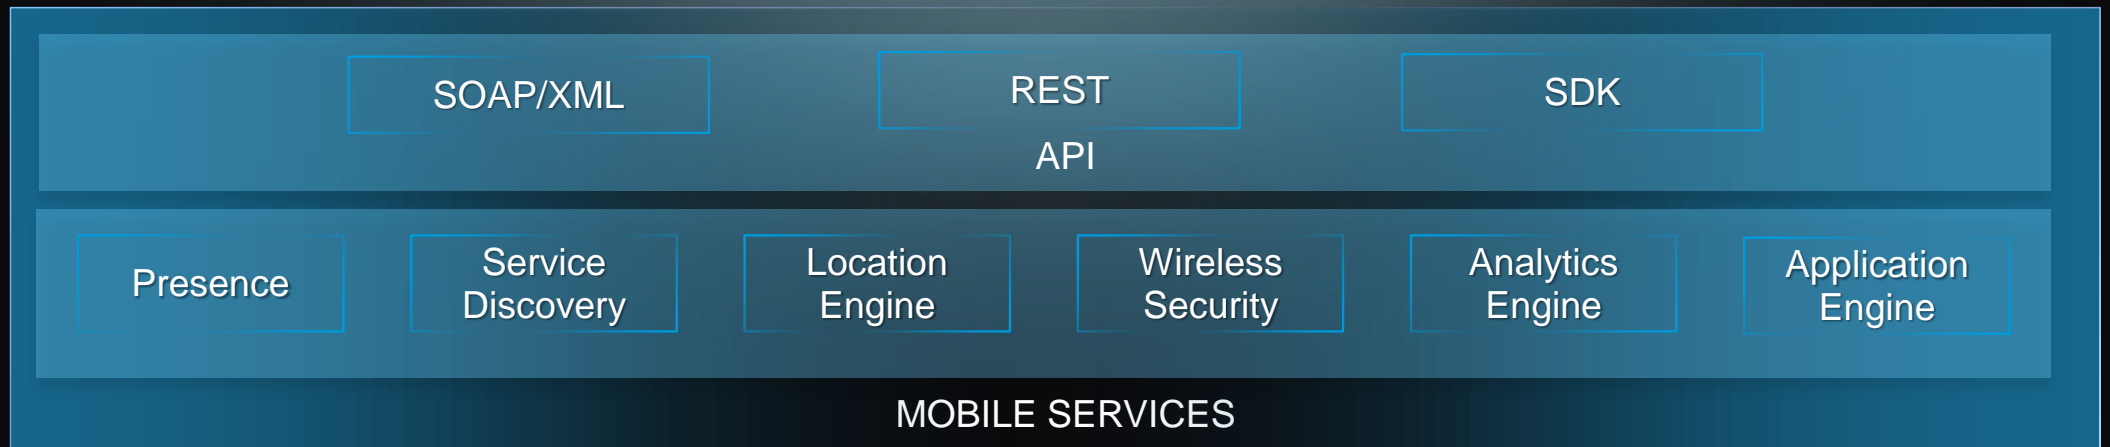 SOAP/XML
REST
SDK
API
Presence
Service
Discovery
Location
Engine
Wireless
Security
Analytics
Engine
Application
Engine
MOBILE SERVICES